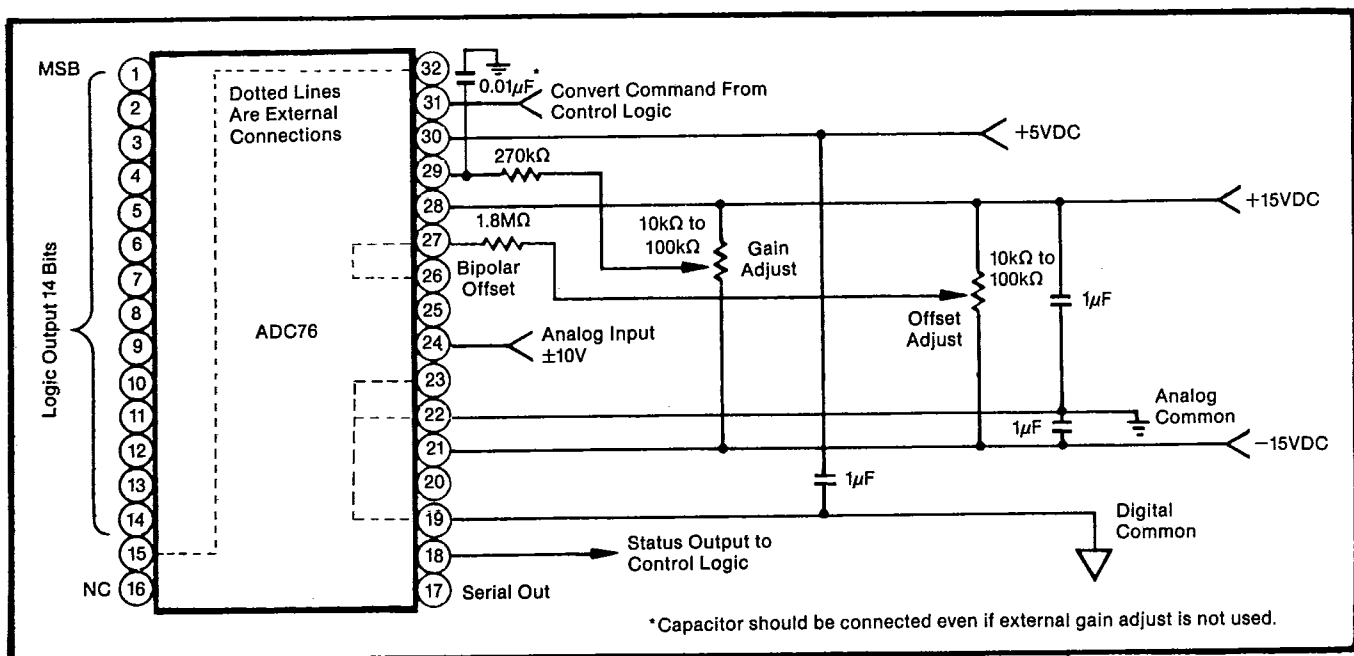 MSB
1
2
3
4
5
6
7
8
9
10
11
12
13
14
15
NC 16
Logic Output 14 Bits
Dotted Lines
Are External
Connections
ADC76
32
31
30
29
28
27
26
25
24
23
22
21
20
19
18
17
0.01μF*
Convert Command From
Control Logic
+5VDC
270kΩ
+15VDC
1.8MΩ
10kΩ to
100kΩ
Gain
Adjust
10kΩ to
100kΩ
Bipolar
Offset
1μF
Offset
Adjust
Analog Input
±10V
Analog
Common
1μF
−15VDC
1μF
Digital
Common
Status Output to
Control Logic
Serial Out
*Capacitor should be connected even if external gain adjust is not used.